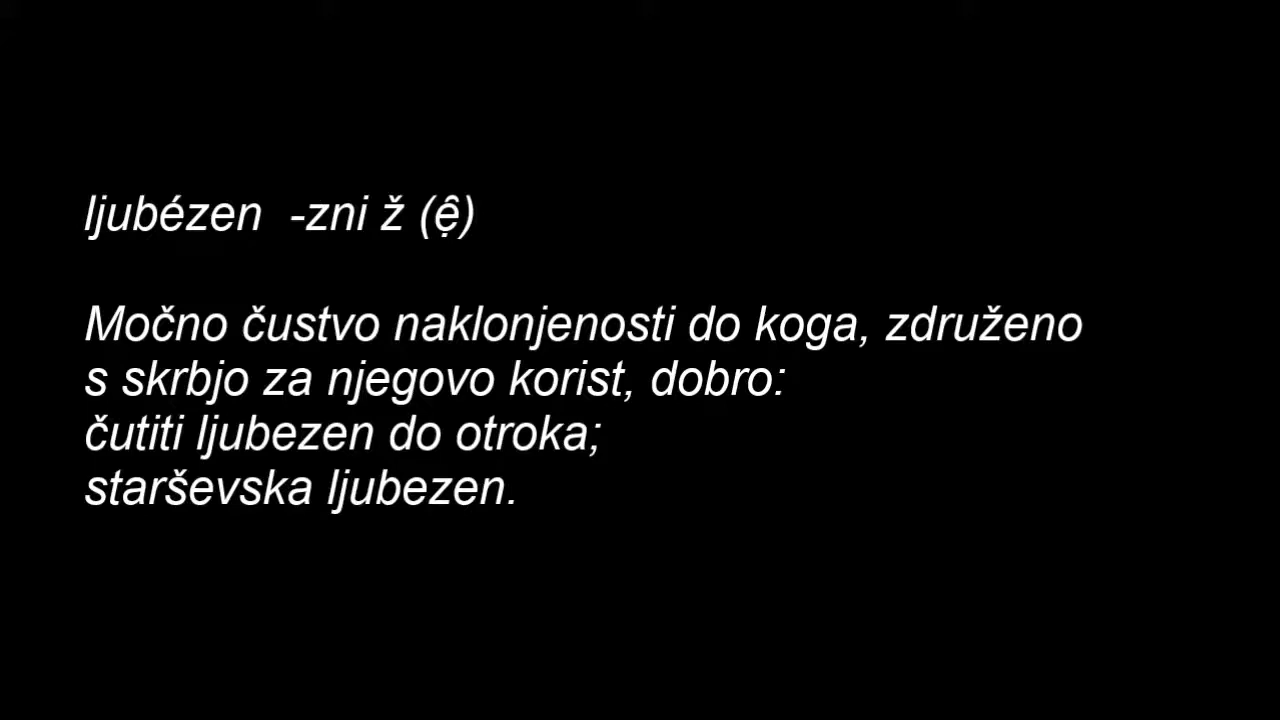 ljubézen -zni ž (ệ)
Močno čustvo naklonjenosti do koga, združeno
s skrbjo za njegovo korist, dobro:
čutiti ljubezen do otroka;
starševska ljubezen.